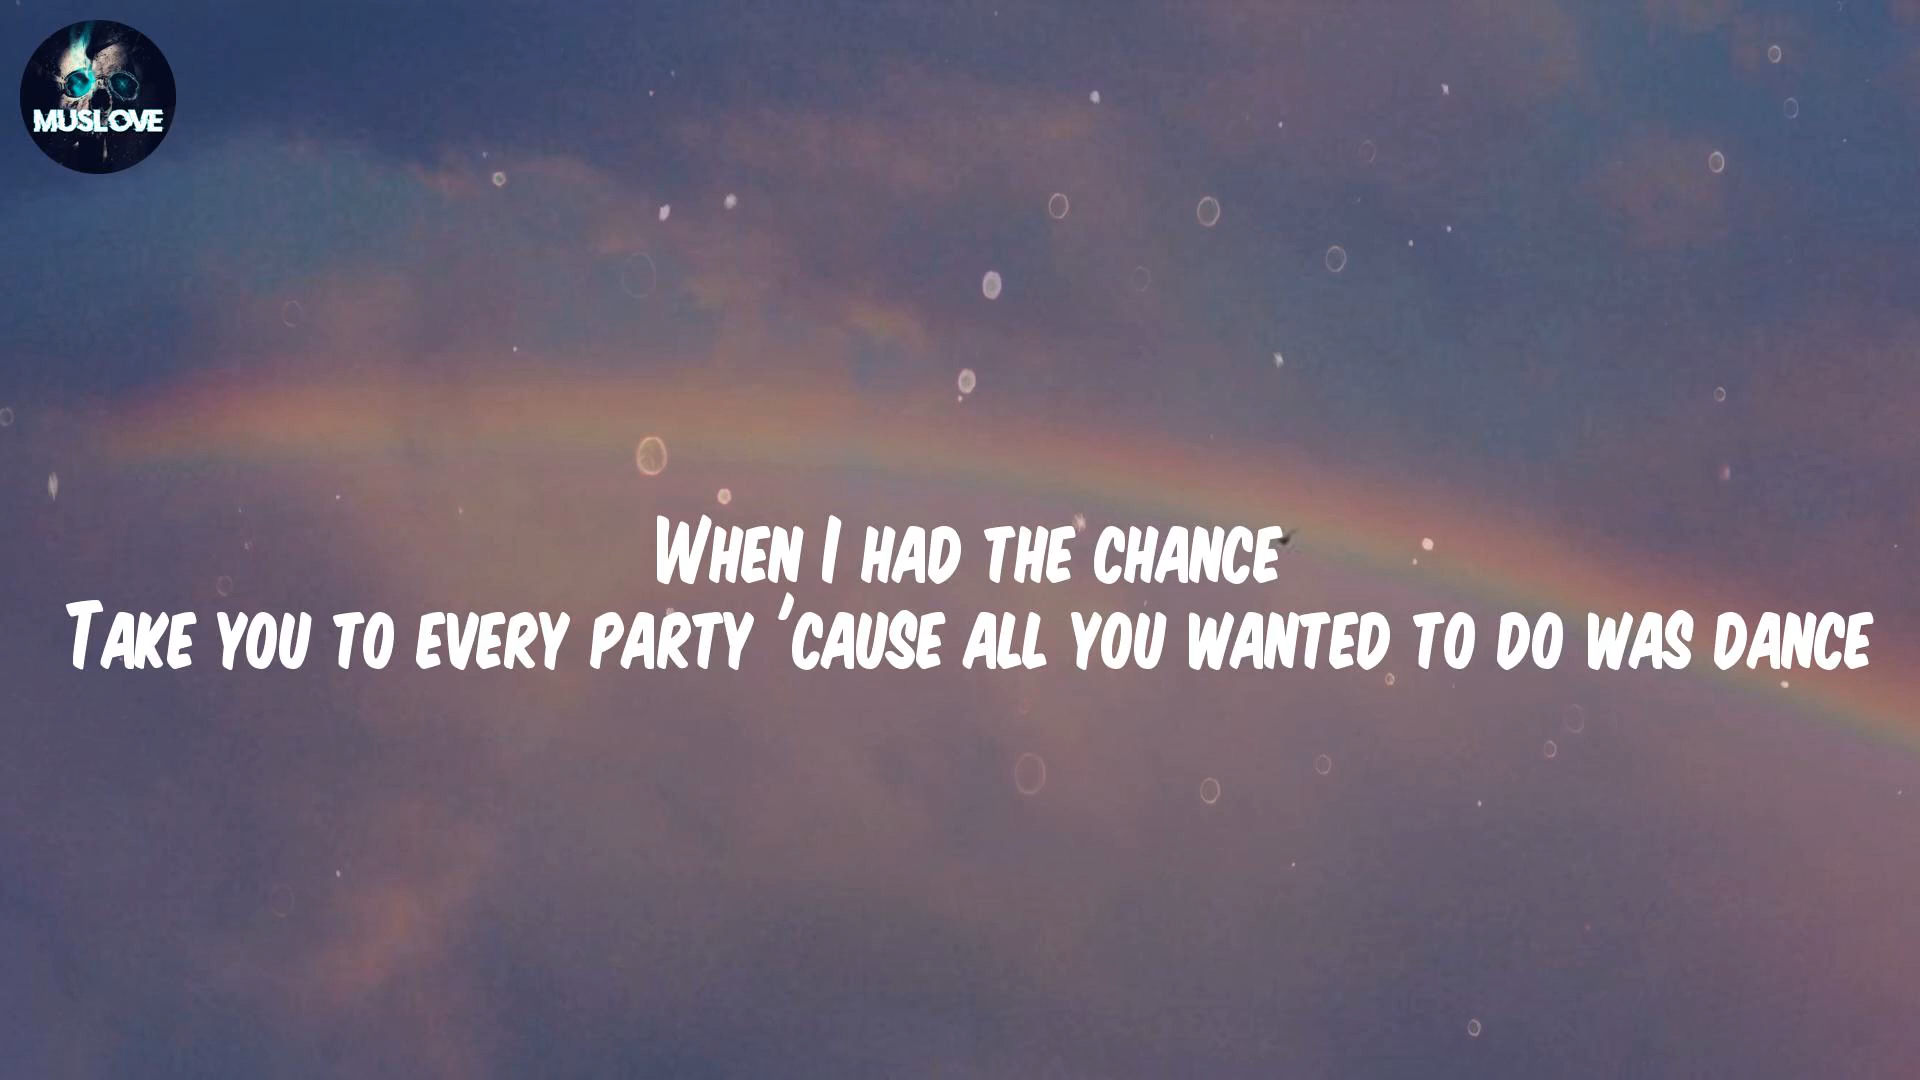 MUSLOVE
When I had the chance
Take you to every party 'cause all you wanted to do was dance